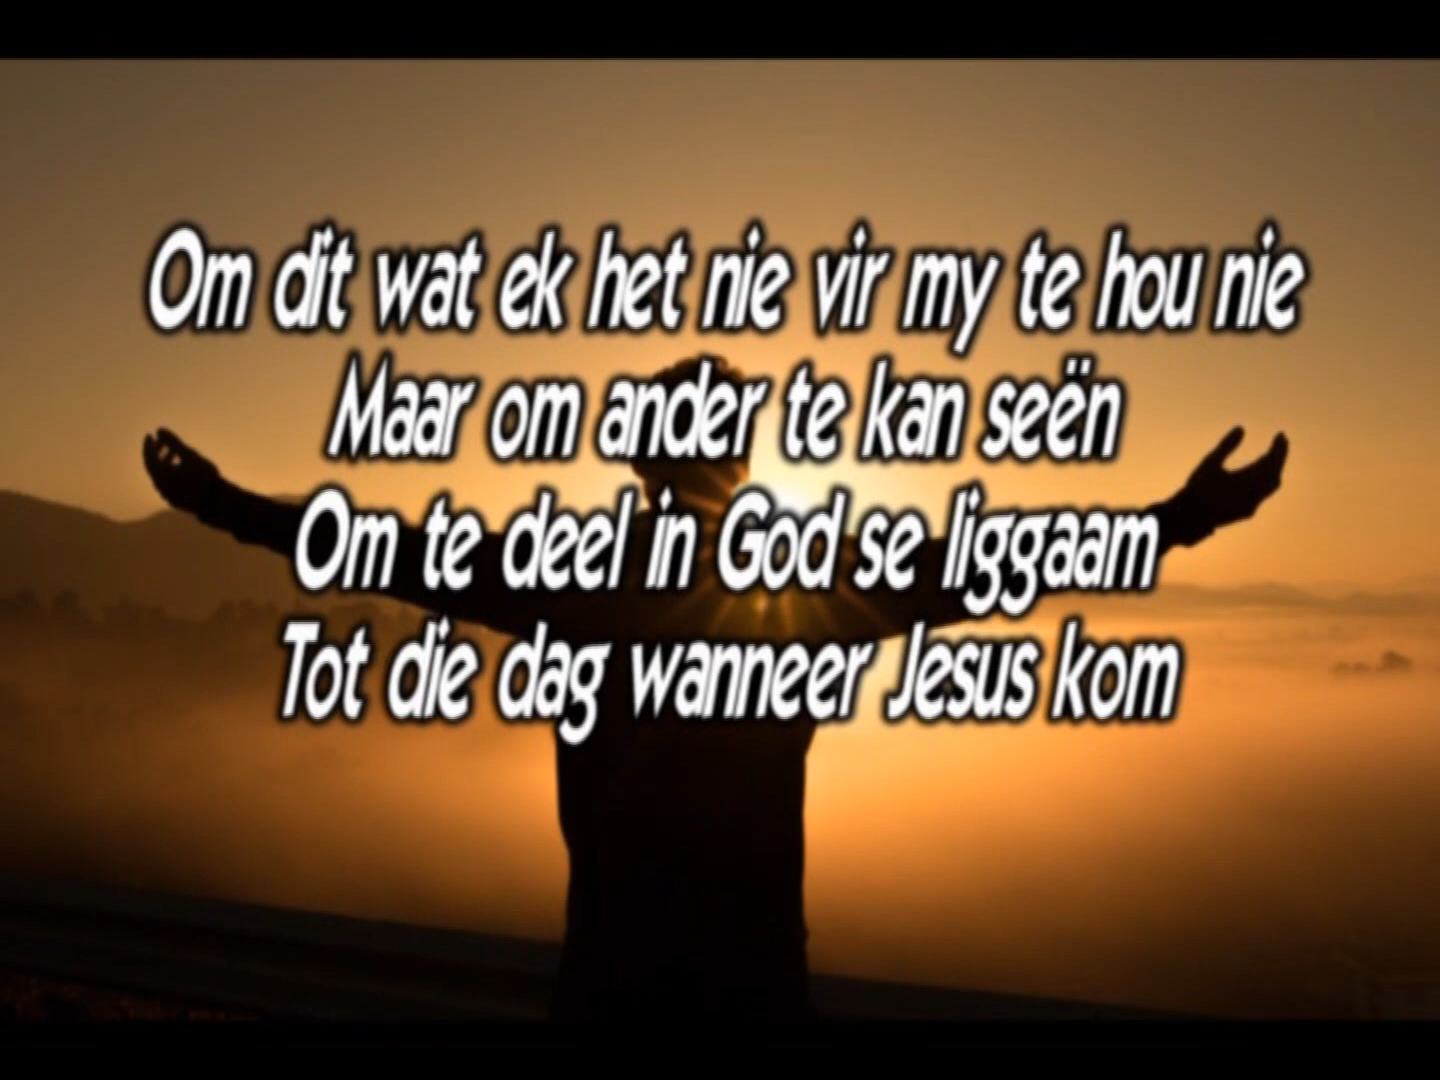 Om dit wat ek het nie vir my te hou nie
Maar om ander te kan seën
Om te deel in God se liggaam
Tot die dag wanneer Jesus kom